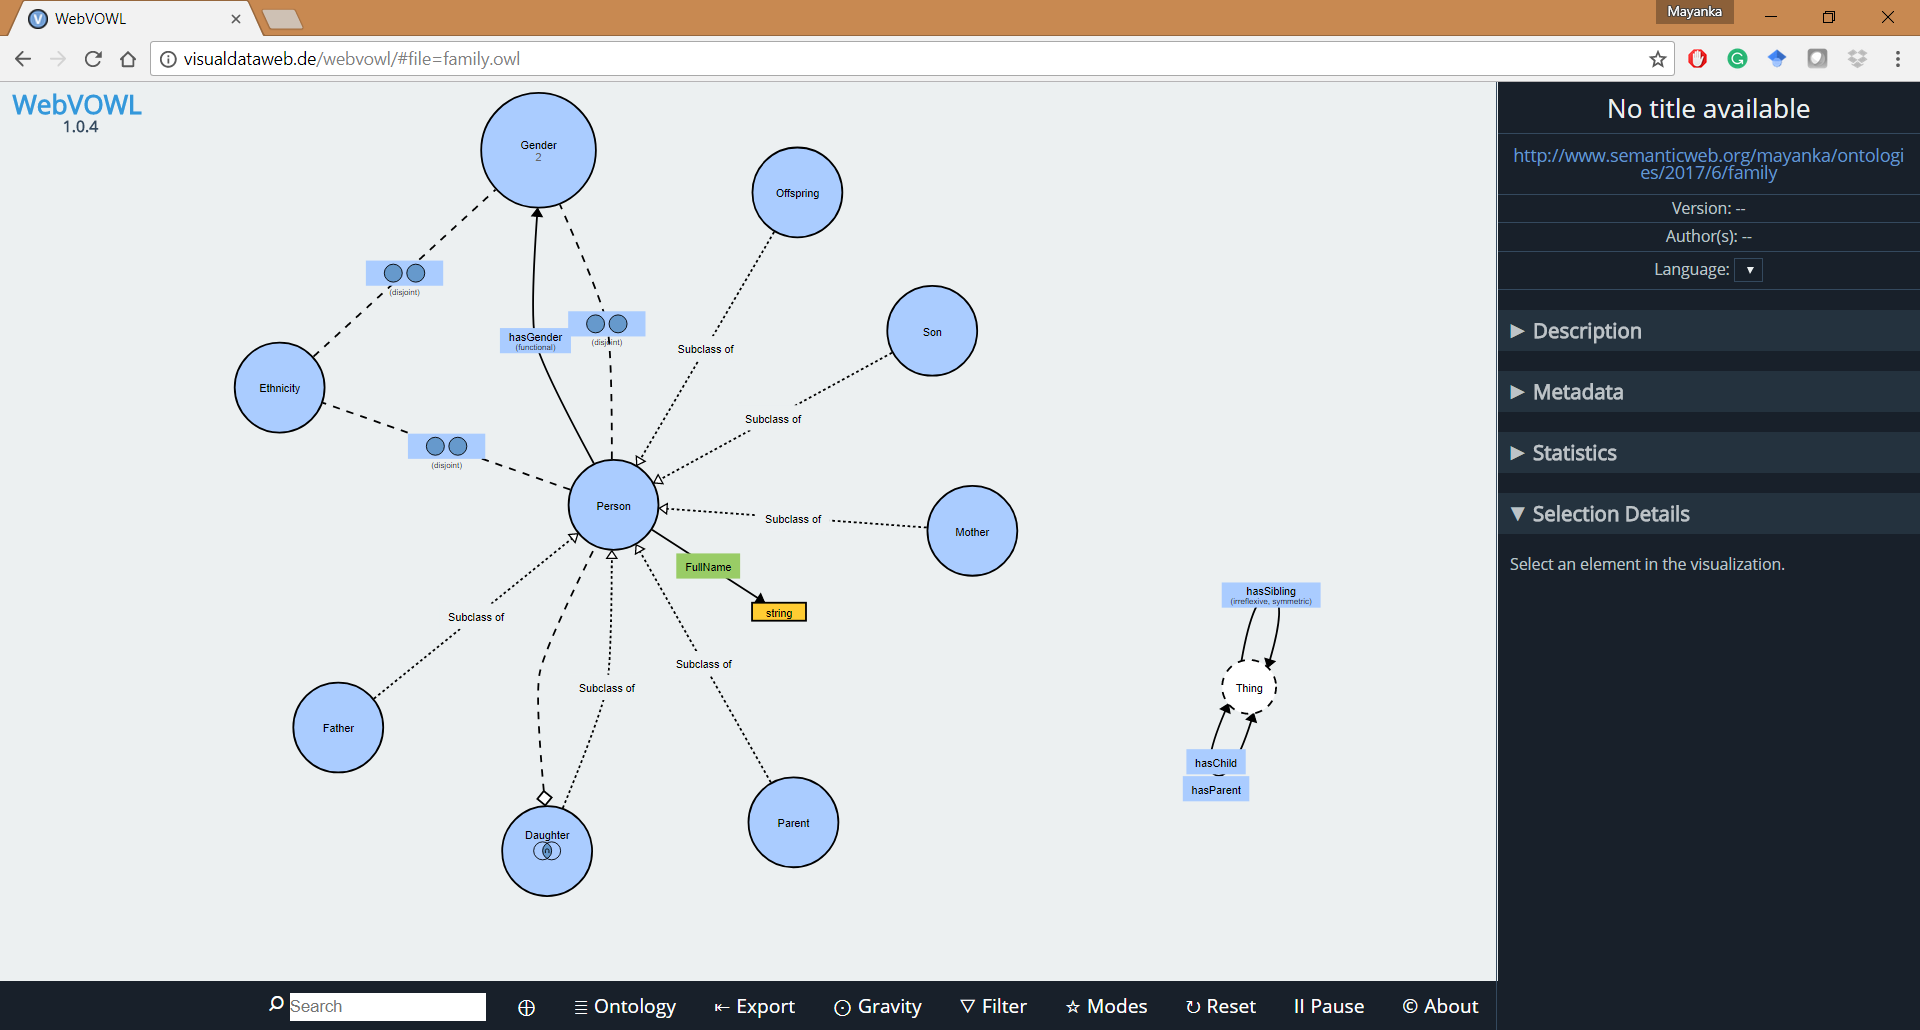 WebVOWL
Mayanka
visualdataweb.de/webvowl/#file=family.owl
WebVOWL
1.0.4
Gender
2
Offspring
(disjoint)
Son
hasGender
(functional)
(disjoint)
Subclass of
Ethnicity
Subclass of
(disjoint)
Person
Subclass of
Mother
FullName
string
Subclass of
Subclass of
Subclass of
Father
Daughter
Parent
hasSibling
(irreflexive, symmetric)
Thing
hasChild
hasParent
No title available
http://www.semanticweb.org/mayanka/ontologi
es/2017/6/family
Version: --
Author(s): --
Language:
Description
Metadata
Statistics
Selection Details
Select an element in the visualization.
Search
Ontology
Export
Gravity
Filter
Modes
Reset
Pause
© About